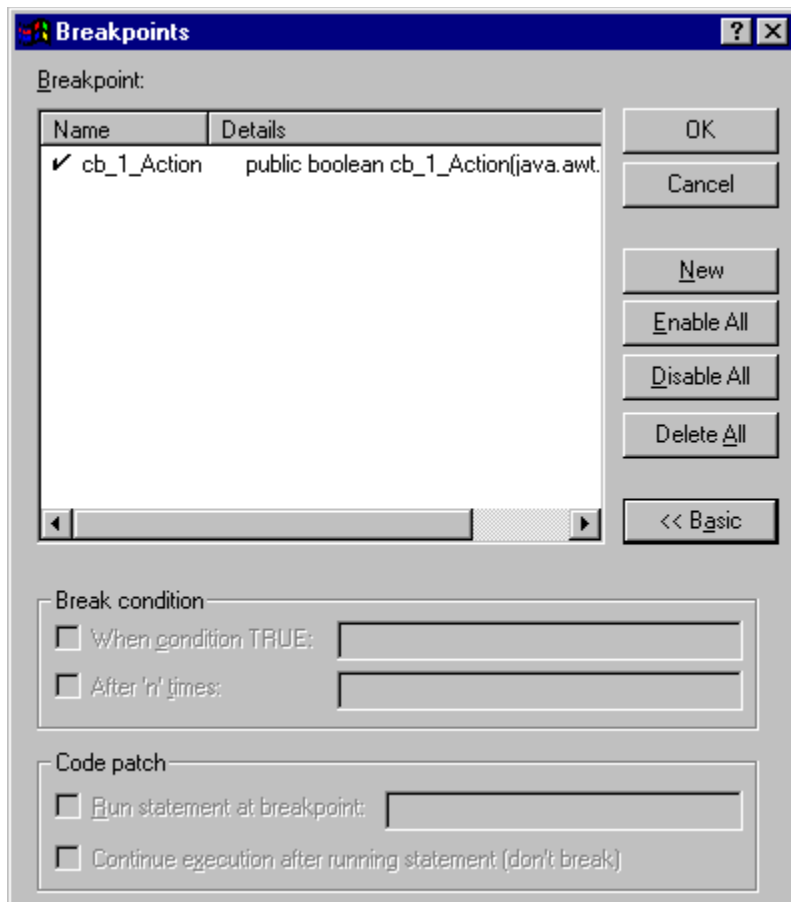 Breakpoints
Breakpoint:
Name Details
cb_1_Action public boolean cb_1_Action(java.awt.
OK
Cancel
New
Enable All
Disable All
Delete All
<< Basic
Break condition
When condition TRUE:
After 'n' times:
Code patch
Run statement at breakpoint:
Continue execution after running statement (don't break)